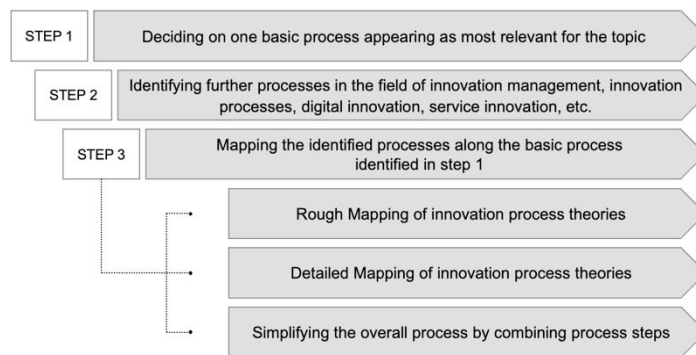 STEP 1
Deciding on one basic process appearing as most relevant for the topic
STEP 2
Identifying further processes in the field of innovation management, innovation
processes, digital innovation, service innovation, etc.
STEP 3
Mapping the identified processes along the basic process
identified in step 1
Rough Mapping of innovation process theories
Detailed Mapping of innovation process theories
Simplifying the overall process by combining process steps